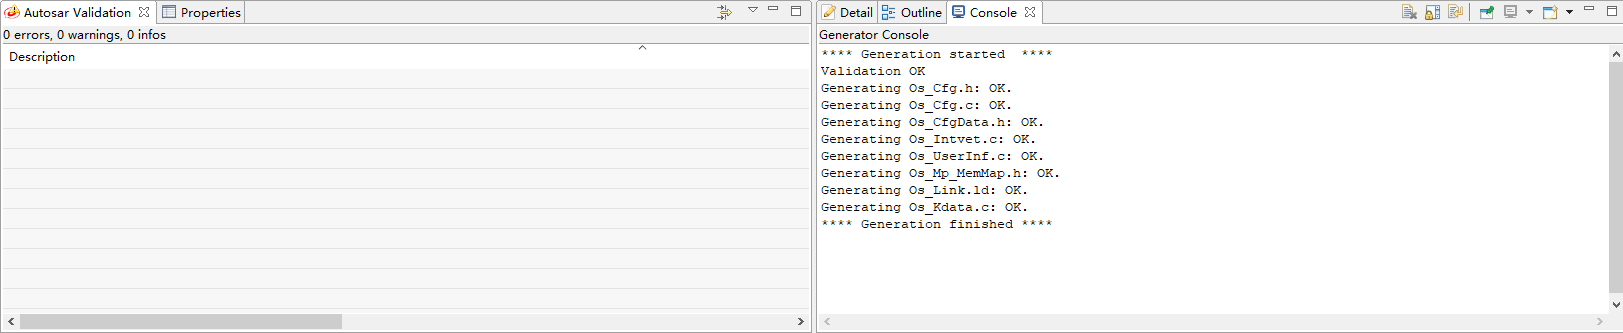 Autosar Validation
Properties
0 errors, 0 warnings, 0 infos
Description
Detail
Outline
Console
Generator Console
**** Generation started  ****
Validation OK
Generating Os_Cfg.h: OK.
Generating Os_Cfg.c: OK.
Generating Os_CfgData.h: OK.
Generating Os_Intvet.c: OK.
Generating Os_UserInf.c: OK.
Generating Os_Mp_MemMap.h: OK.
Generating Os_Link.ld: OK.
Generating Os_Kdata.c: OK.
**** Generation finished ****